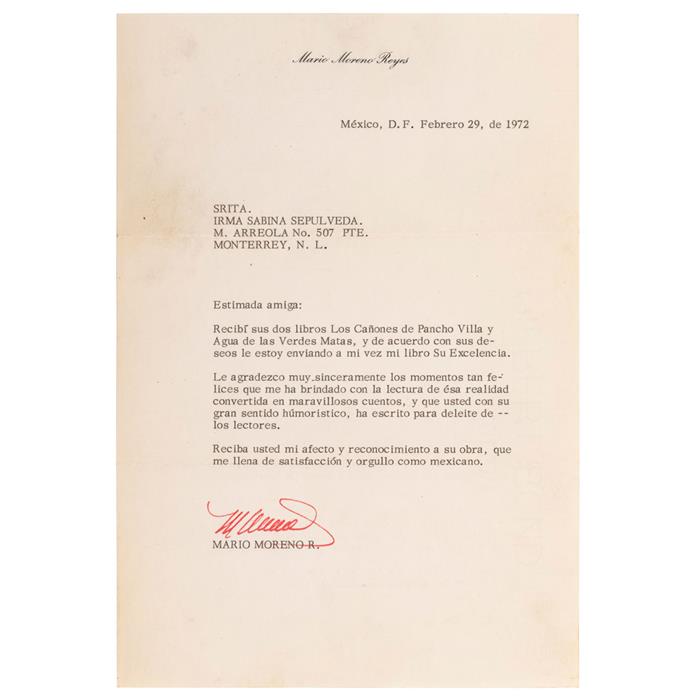 Mario Moreno Reyes
México, D.F. Febrero 29, de 1972
SRITA.
IRMA SABINA SEPULVEDA.
M. ARREOLA No. 507 PTE.
MONTERREY, N. L.
Estimada amiga:
Recibí sus dos libros Los Cañones de Pancho Villa y
Agua de las Verdes Matas, y de acuerdo con sus de-
seos le estoy enviando a mi vez mi libro Su Excelencia.
Le agradezco muy sinceramente los momentos tan fe-
lices que me ha brindado con la lectura de ésa realidad
convertida en maravillosos cuentos, y que usted con su
gran sentido húmoristico, ha escrito para deleite de --
los lectores.
Reciba usted mi afecto y reconocimiento a su obra, que
me llena de satisfacción y orgullo como mexicano.
MARIO MORENO R.